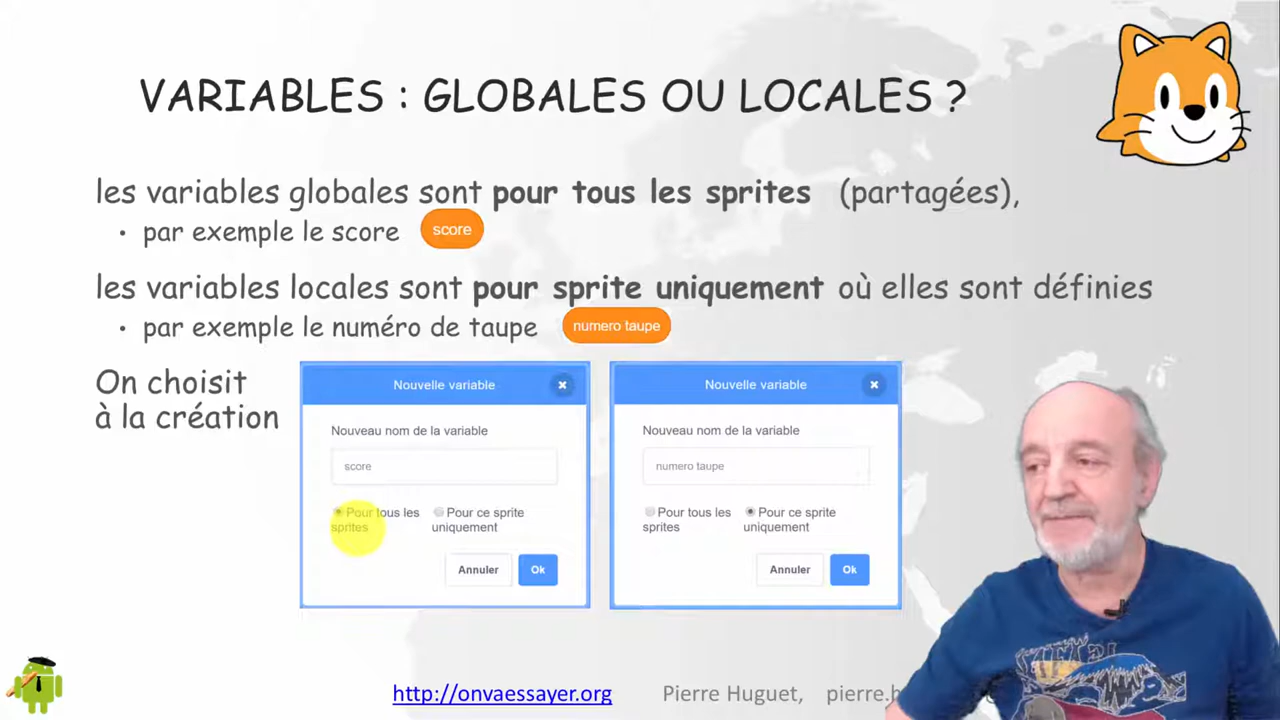 VARIABLES : GLOBALES OU LOCALES ?
les variables globales sont pour tous les sprites (partagées),
• par exemple le score score
les variables locales sont pour sprite uniquement où elles sont définies
• par exemple le numéro de taupe numero taupe
On choisit
à la création
Nouvelle variable
Nouveau nom de la variable
score
Pour tous les sprites
Pour ce sprite uniquement
Annuler Ok
Nouvelle variable
Nouveau nom de la variable
numero taupe
Pour tous les sprites
Pour ce sprite uniquement
Annuler Ok
http://onvaessayer.org Pierre Huguet,